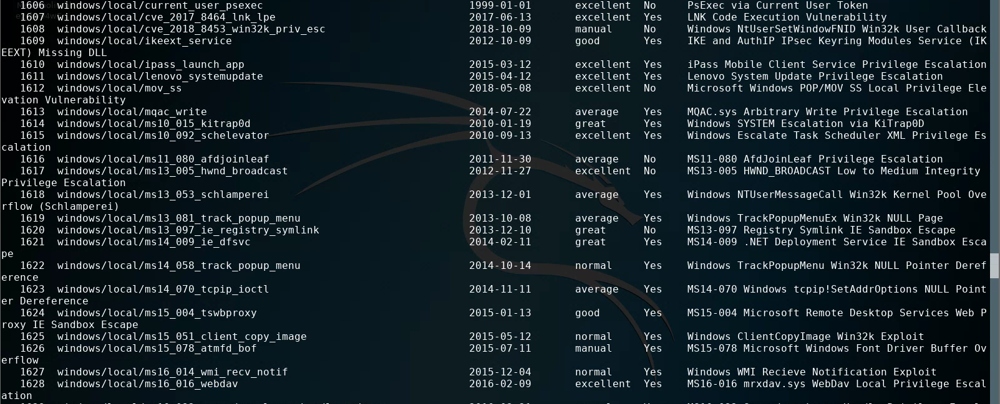 1606 windows/local/current_user_psexec 1999-01-01 excellent No PsExec via Current User Token
1607 windows/local/cve_2017_8464_lnk_lpe 2017-06-13 excellent Yes LNK Code Execution Vulnerability
1608 windows/local/cve_2018_8453_win32k_priv_esc 2018-10-09 manual No Windows NtUserSetWindowFNID Win32k User Callback
1609 windows/local/ikeext_service 2012-10-09 good Yes IKE and AuthIP IPsec Keyring Modules Service (IK
EEXT) Missing DLL
1610 windows/local/ipass_launch_app 2015-03-12 excellent Yes iPass Mobile Client Service Privilege Escalation
1611 windows/local/lenovo_systemupdate 2015-04-12 excellent Yes Lenovo System Update Privilege Escalation
1612 windows/local/mov_ss 2018-05-08 excellent No Microsoft Windows POP/MOV SS Local Privilege Ele
vation Vulnerability
1613 windows/local/mqac_write 2014-07-22 average Yes MQAC.sys Arbitrary Write Privilege Escalation
1614 windows/local/ms10_015_kitrap0d 2010-01-19 great Yes Windows SYSTEM Escalation via KiTrap0D
1615 windows/local/ms10_092_schelevator 2010-09-13 excellent Yes Windows Escalate Task Scheduler XML Privilege Es
calation
1616 windows/local/ms11_080_afdjoinleaf 2011-11-30 average No MS11-080 AfdJoinLeaf Privilege Escalation
1617 windows/local/ms13_005_hwnd_broadcast 2012-11-27 excellent No MS13-005 HWND_BROADCAST Low to Medium Integrity
Privilege Escalation
1618 windows/local/ms13_053_schlamperei 2013-12-01 average Yes Windows NTUserMessageCall Win32k Kernel Pool Ove
rflow (Schlamperei)
1619 windows/local/ms13_081_track_popup_menu 2013-10-08 average Yes Windows TrackPopupMenuEx Win32k NULL Page
1620 windows/local/ms13_097_ie_registry_symlink 2013-12-10 great No MS13-097 Registry Symlink IE Sandbox Escape
1621 windows/local/ms14_009_ie_dfsvc 2014-02-11 great Yes MS14-009 .NET Deployment Service IE Sandbox Esca
pe
1622 windows/local/ms14_058_track_popup_menu 2014-10-14 normal Yes Windows TrackPopupMenu Win32k NULL Pointer Deref
erence
1623 windows/local/ms14_070_tcpip_ioctl 2014-11-11 average Yes MS14-070 Windows tcpip!SetAddrOptions NULL Point
er Dereference
1624 windows/local/ms15_004_tswbproxy 2015-01-13 good Yes MS15-004 Microsoft Remote Desktop Services Web P
roxy IE Sandbox Escape
1625 windows/local/ms15_051_client_copy_image 2015-05-12 normal Yes Windows ClientCopyImage Win32k Exploit
1626 windows/local/ms15_078_atmfd_bof 2015-07-11 manual Yes MS15-078 Microsoft Windows Font Driver Buffer Ov
erflow
1627 windows/local/ms16_014_wmi_recv_notif 2015-12-04 normal Yes Windows WMI Recieve Notification Exploit
1628 windows/local/ms16_016_webdav 2016-02-09 excellent Yes MS16-016 mrxdav.sys WebDav Local Privilege Escal
ation